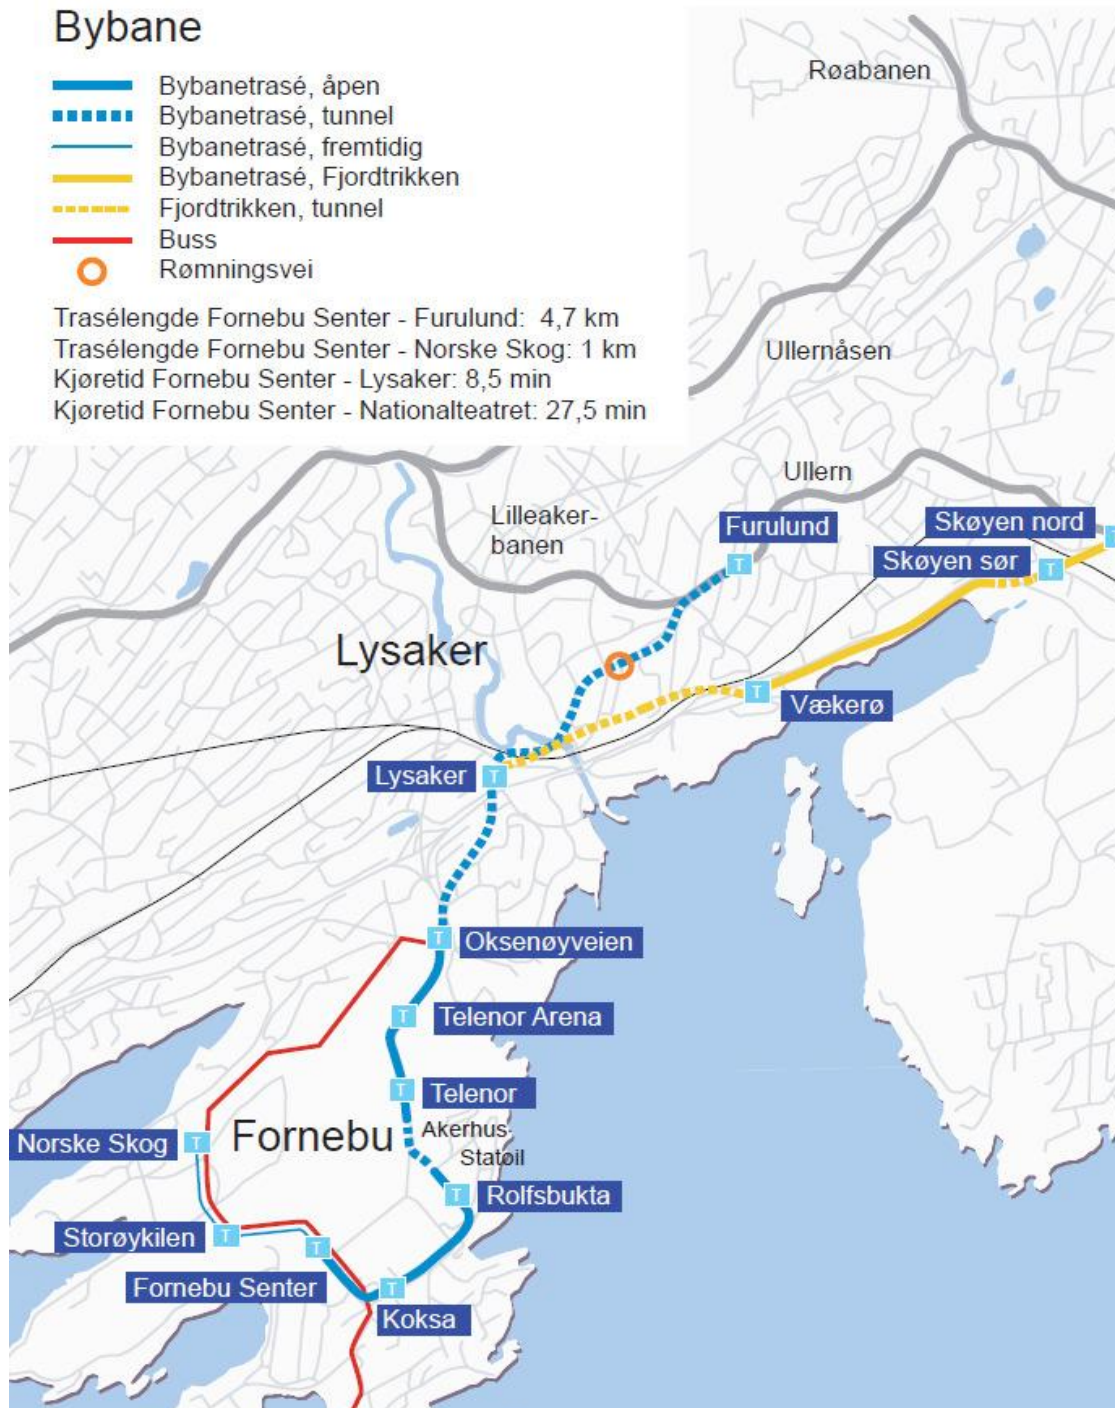 Bybane
Bybanetrasé, åpen
Bybanetrasé, tunnel
Bybanetrasé, fremtidig
Bybanetrasé, Fjordtrikken
Fjordtrikken, tunnel
Buss
Rømningsvei
Trasélengde Fornebu Senter - Furulund: 4,7 km
Trasélengde Fornebu Senter - Norske Skog: 1 km
Kjøretid Fornebu Senter - Lysaker: 8,5 min
Kjøretid Fornebu Senter - Nationalteatret: 27,5 min
Røabanen
Ullernåsen
Ullern
Lilleaker-
banen
Furulund
T
Skøyen nord
T
Skøyen sør
T
Lysaker
T
Vækerø
Lysaker
T
T
Oksenøyveien
T
Telenor Arena
T
Telenor
Akerhus
Statoil
Norske Skog
T
Fornebu
T
Rolfsbukta
Storøykilen
T
T
Fornebu Senter
T
Koksa